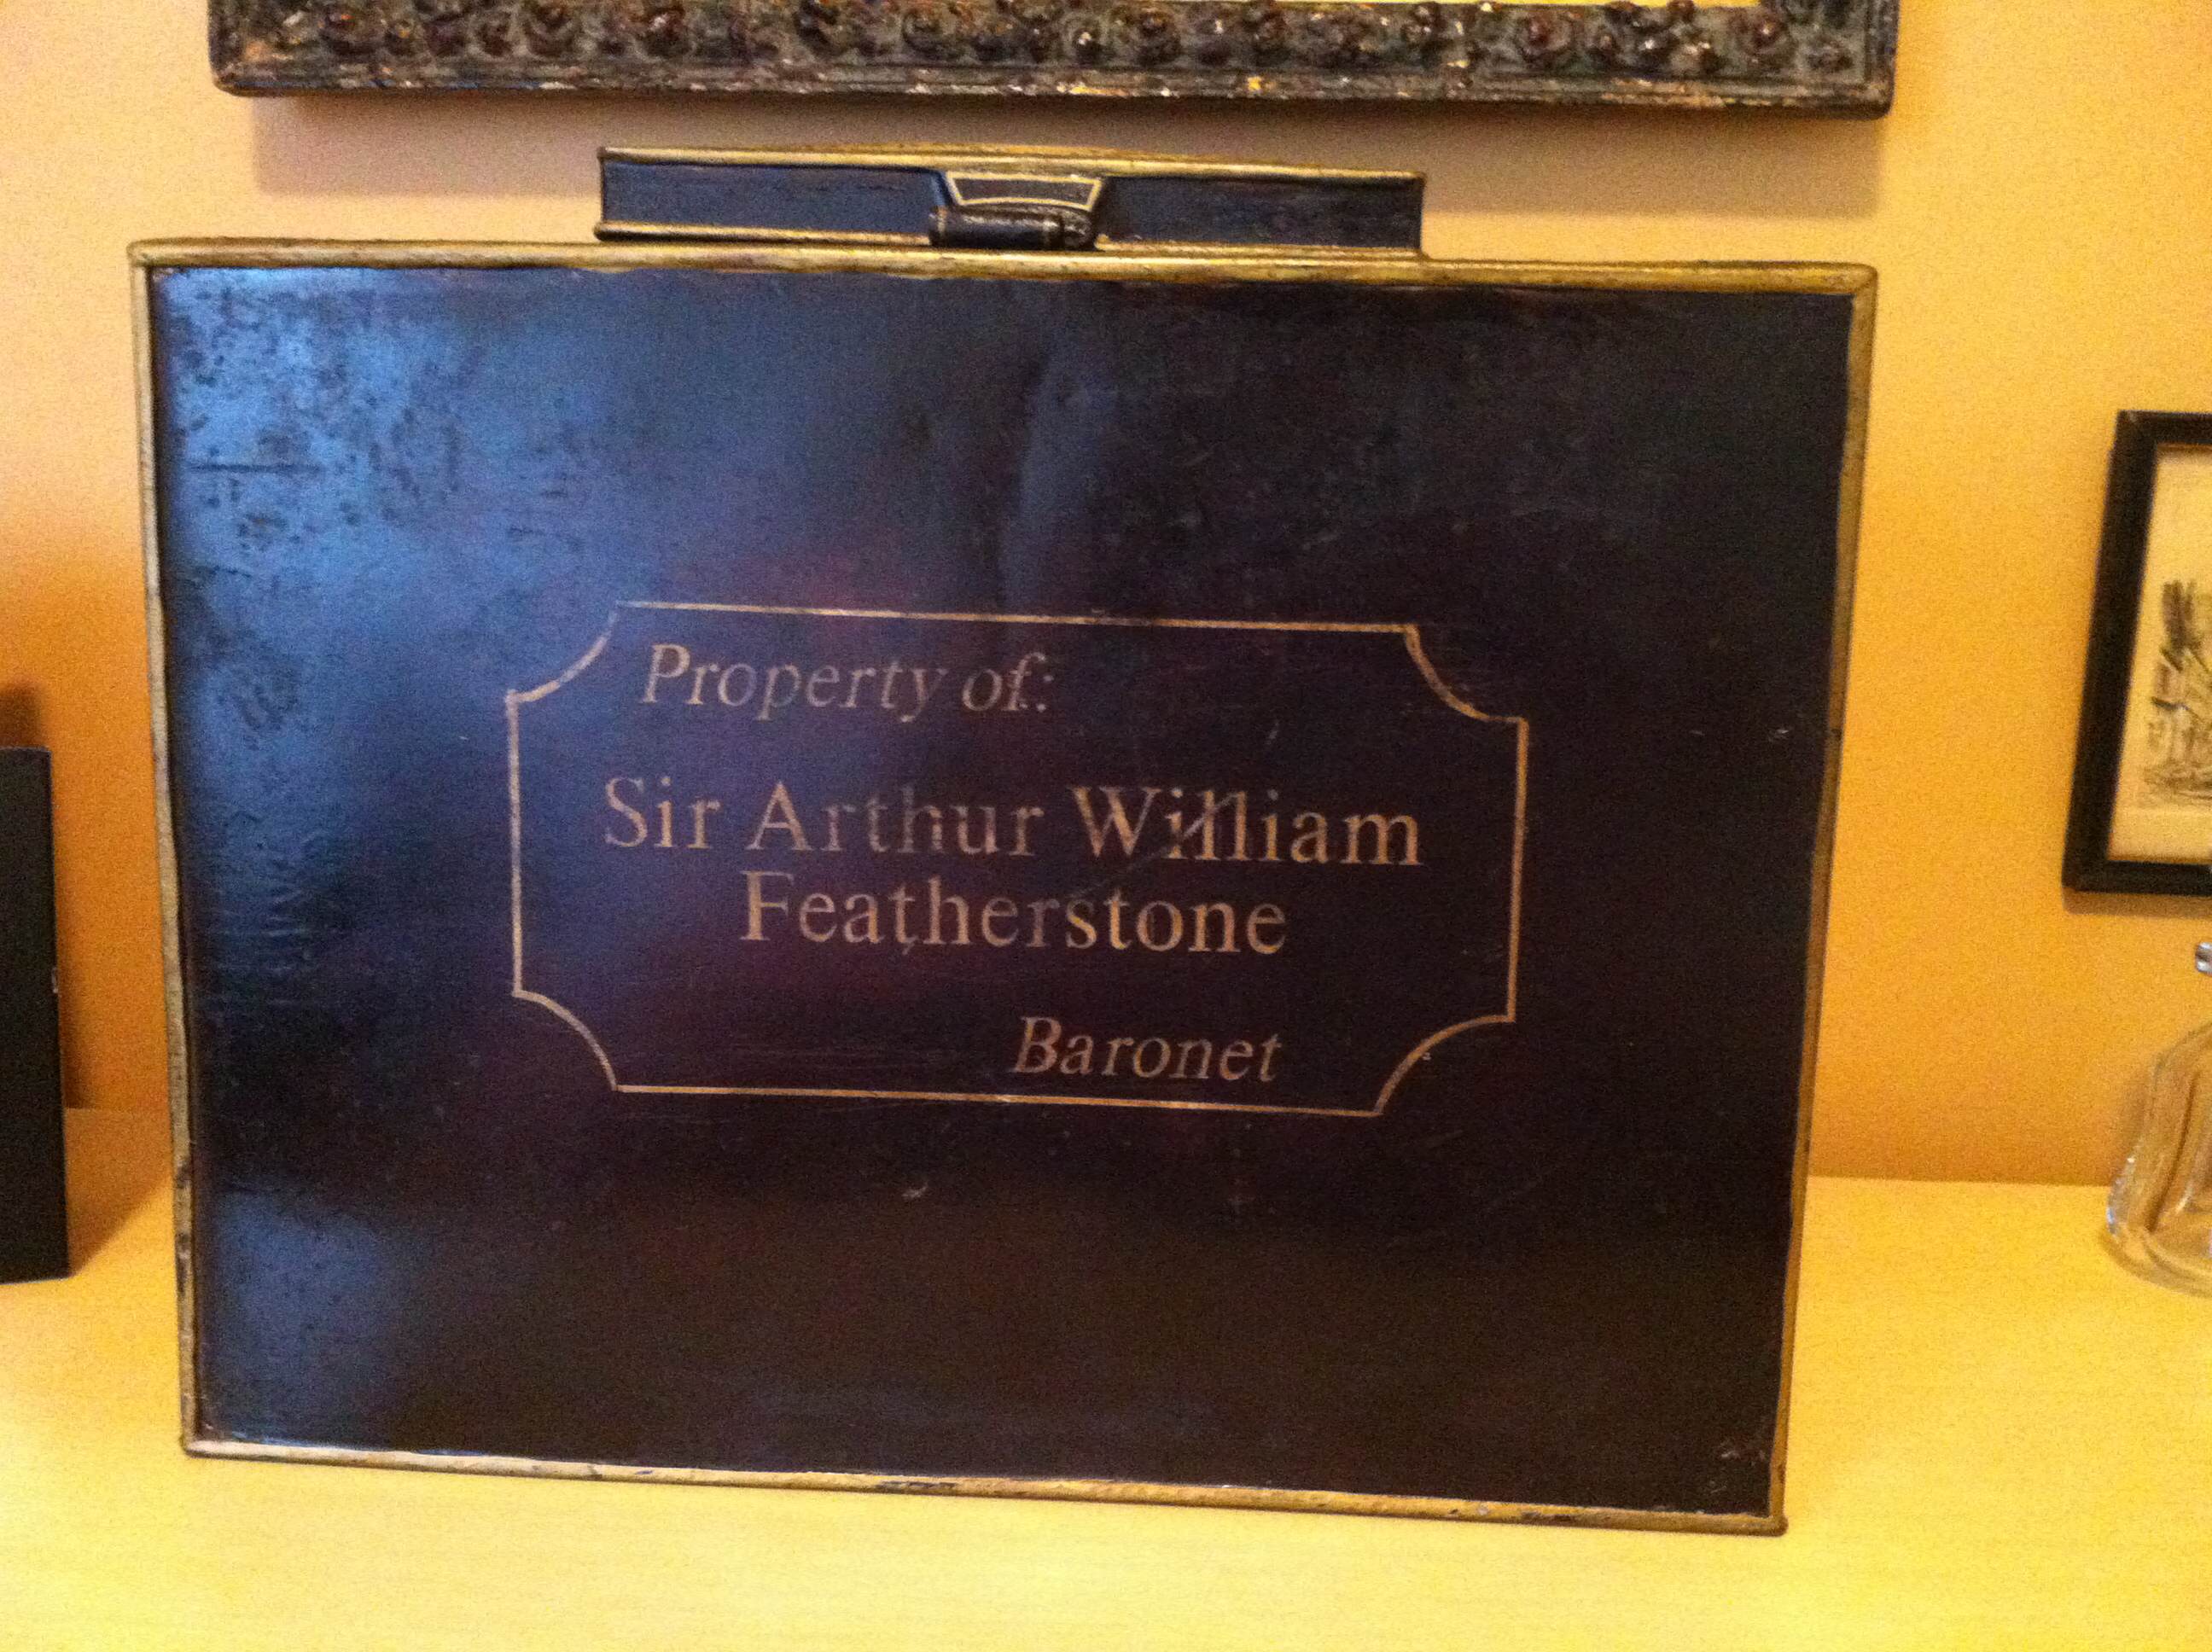 Property of:
Sir Arthur William
Featherstone
Baronet